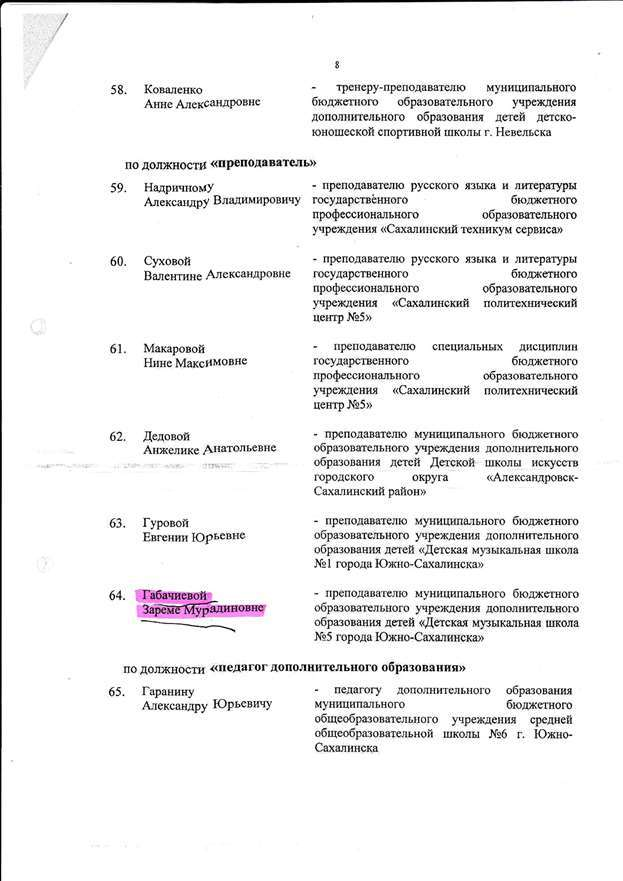 8
58. Коваленко - тренеру-преподавателю муниципального
Анне Александровне бюджетного образовательного учреждения
дополнительного образования детей детско-
юношеской спортивной школы г. Невельска
по должности «преподаватель»
59. Надричному - преподавателю русского языка и литературы
Александру Владимировичу государственного бюджетного
профессионального образовательного
учреждения «Сахалинский техникум сервиса»
60. Суховой - преподавателю русского языка и литературы
Валентине Александровне государственного бюджетного
профессионального образовательного
учреждения «Сахалинский политехнический
центр №5»
61. Макаровой - преподавателю специальных дисциплин
Нине Максимовне государственного бюджетного
профессионального образовательного
учреждения «Сахалинский политехнический
центр №5»
62. Дедовой - преподавателю муниципального бюджетного
Анжелике Анатольевне образовательного учреждения дополнительного
образования детей Детской школы искусств
городского округа «Александровск-
Сахалинский район»
63. Гуровой - преподавателю муниципального бюджетного
Евгении Юрьевне образовательного учреждения дополнительного
образования детей «Детская музыкальная школа
№1 города Южно-Сахалинска»
64. Габачиевой - преподавателю муниципального бюджетного
Зареме Мурадиновне образовательного учреждения дополнительного
образования детей «Детская музыкальная школа
№5 города Южно-Сахалинска»
по должности «педагог дополнительного образования»
65. Гаранину - педагогу дополнительного образования
Александру Юрьевичу муниципального бюджетного
общеобразовательного учреждения средней
общеобразовательной школы №6 г. Южно-
Сахалинска